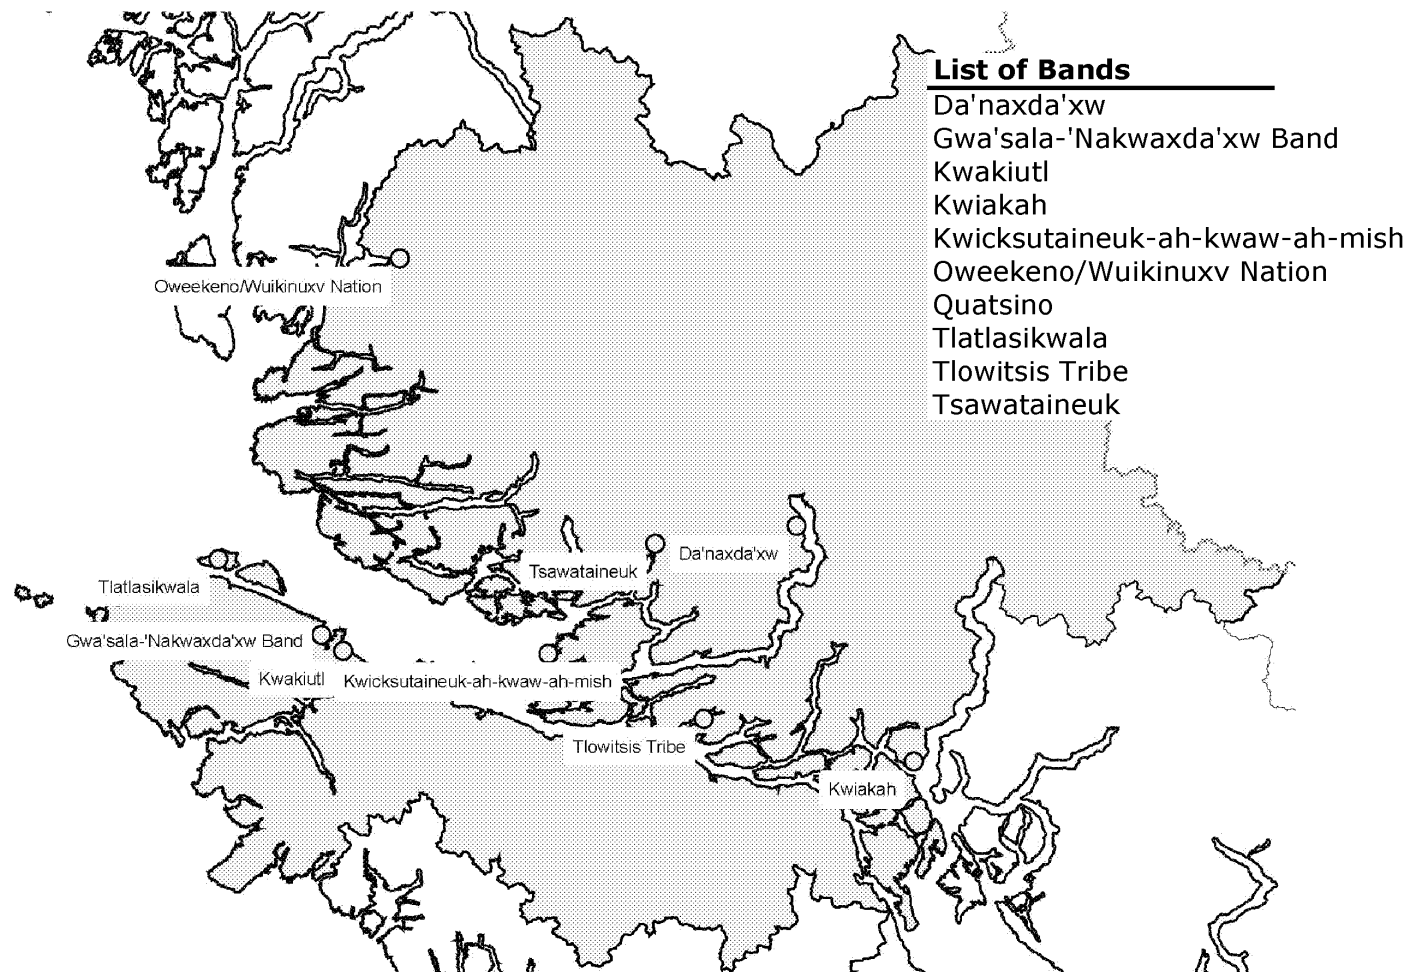 List of Bands
Da'naxda'xw
Gwa'sala-'Nakwaxda'xw Band
Kwakiutl
Kwiakah
Kwicksutaineuk-ah-kwaw-ah-mish
Oweekeno/Wuikinuxv Nation
Quatsino
Tlatlasikwala
Tlowitsis Tribe
Tsawataineuk
Oweekeno/Wuikinuxv Nation
Da'naxda'xw
Tsawataineuk
Tlatlasikwala
Gwa'sala-'Nakwaxda'xw Band
Kwakiutl
Kwicksutaineuk-ah-kwaw-ah-mish
Tlowitsis Tribe
Kwiakah